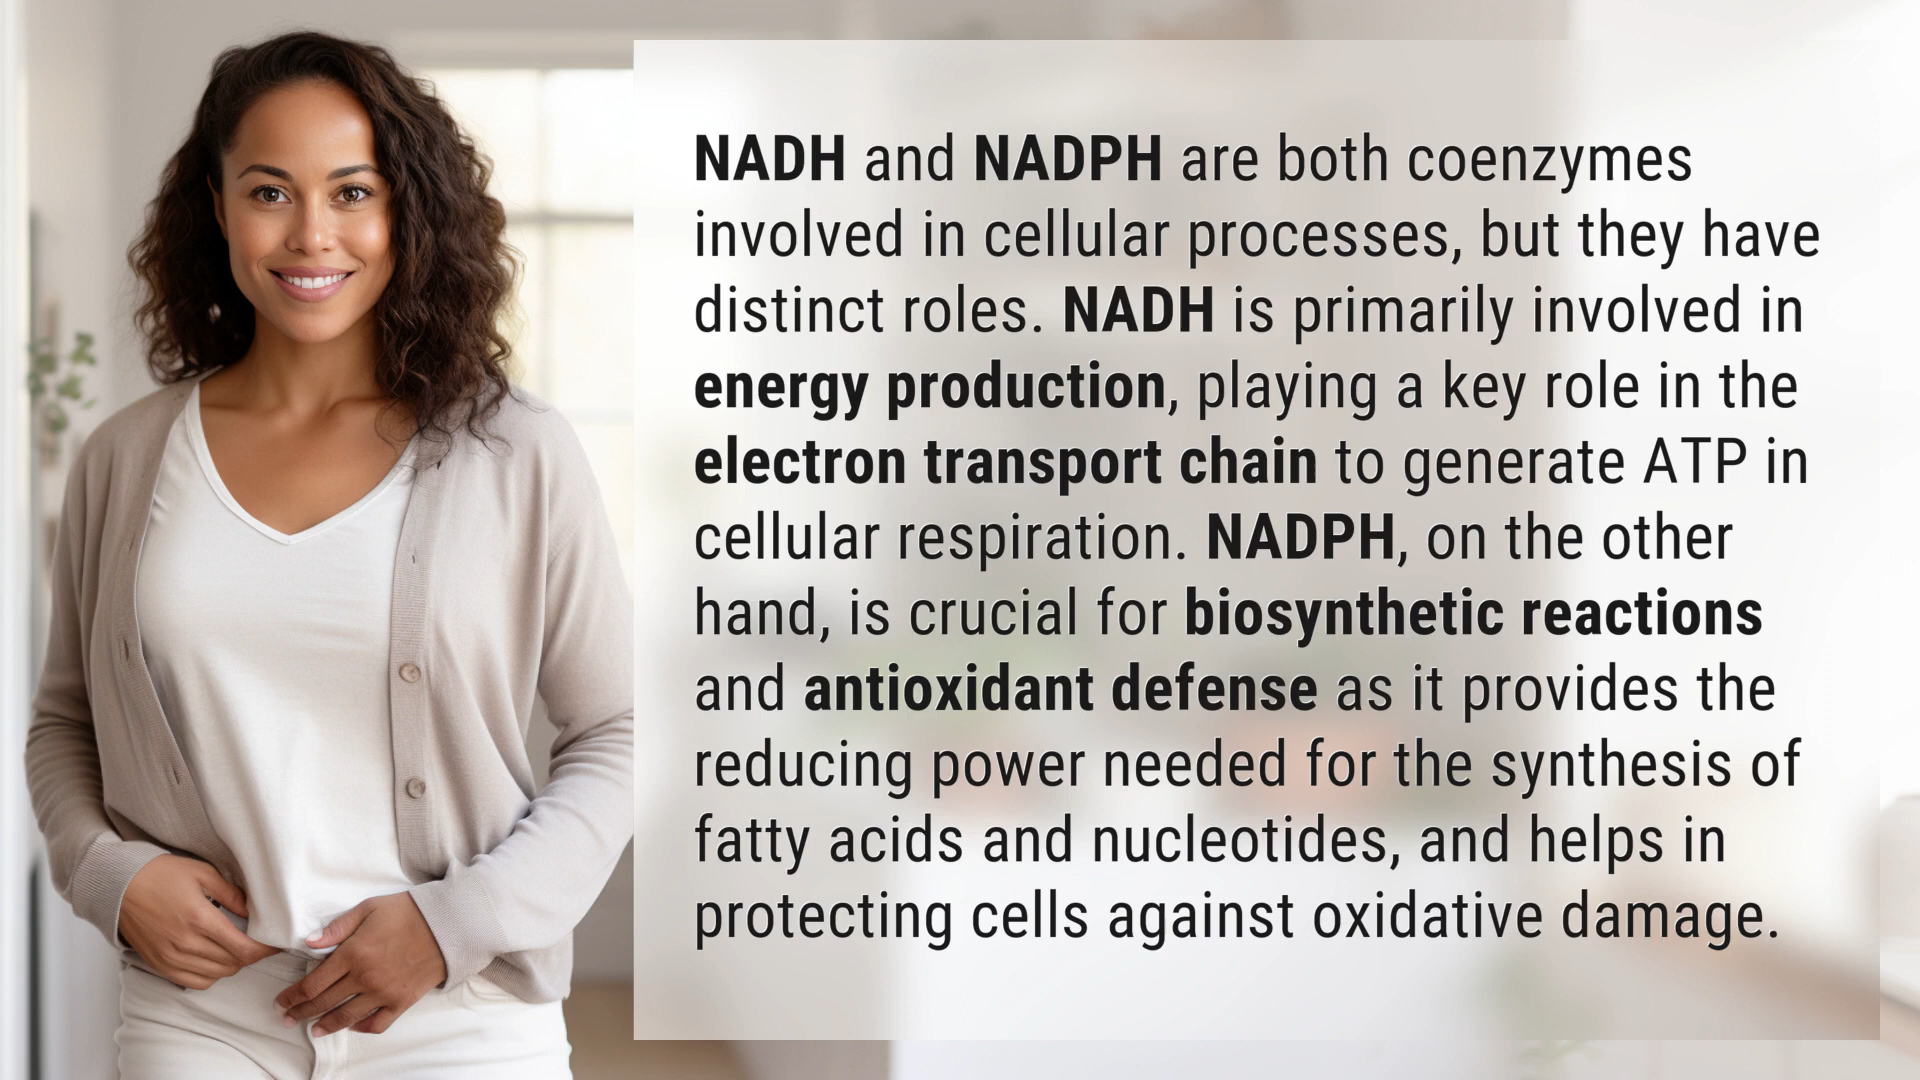 NADH and NADPH are both coenzymes
involved in cellular processes, but they have
distinct roles. NADH is primarily involved in
energy production, playing a key role in the
electron transport chain to generate ATP in
cellular respiration. NADPH, on the other
hand, is crucial for biosynthetic reactions
and antioxidant defense as it provides the
reducing power needed for the synthesis of
fatty acids and nucleotides, and helps in
protecting cells against oxidative damage.